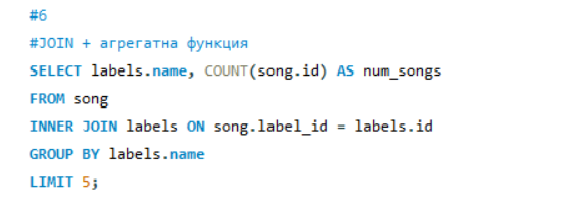 #6
#JOIN + агрегатна функция
SELECT labels.name, COUNT(song.id) AS num_songs
FROM song
INNER JOIN labels ON song.label_id = labels.id
GROUP BY labels.name
LIMIT 5;